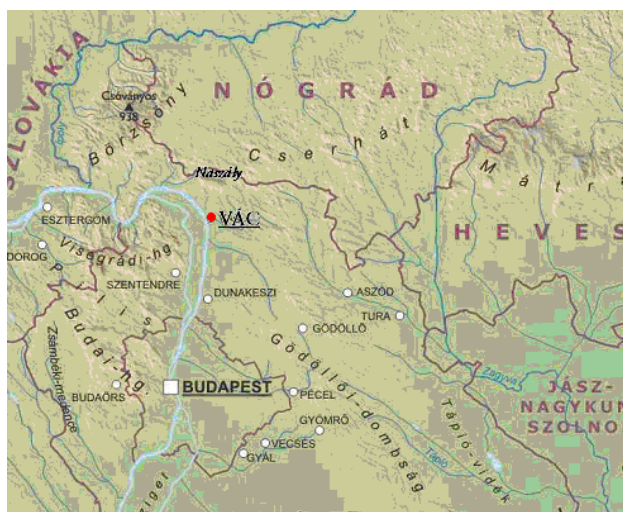 SZLOVÁKIA
Csóványos
938
Börzsöny
NÓGRÁD
Naszály
Cserhát
Mátra
HEVES
ESZTERGOM
VÁC
DOROG
Visegrádi-hg.
Pilis
SZENTENDRE
DUNAKESZI
ASZÓD
TURA
GÖDÖLLŐ
Zsámbéki-medence
Budai-hg.
Gödöllői-dombság
Zagyva
BUDAÖRS
BUDAPEST
PÉCEL
JÁSZ-
NAGYKUN
SZOLNO
GYÖMRŐ
VECSÉS
GYÁL
Tápió-vidék
Tápió
ziget